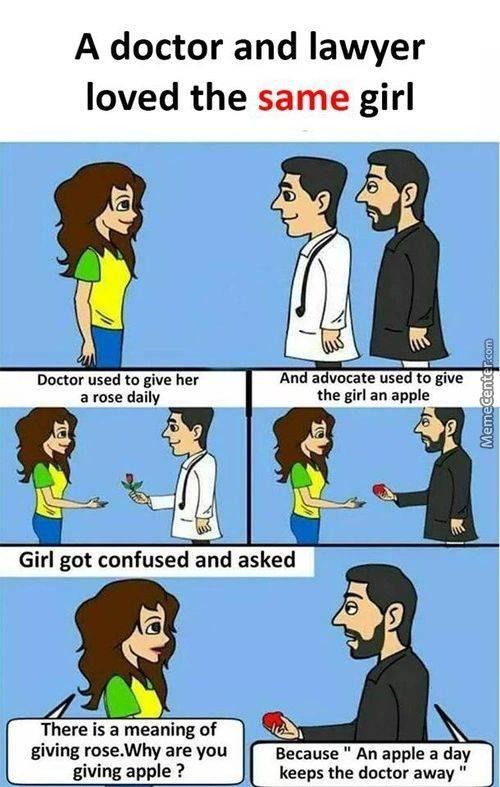 A doctor and lawyer
loved the same girl
Doctor used to give her
a rose daily
And advocate used to give
the girl an apple
MemeCenter.com
Girl got confused and asked
There is a meaning of
giving rose.Why are you
giving apple ?
Because " An apple a day
keeps the doctor away "